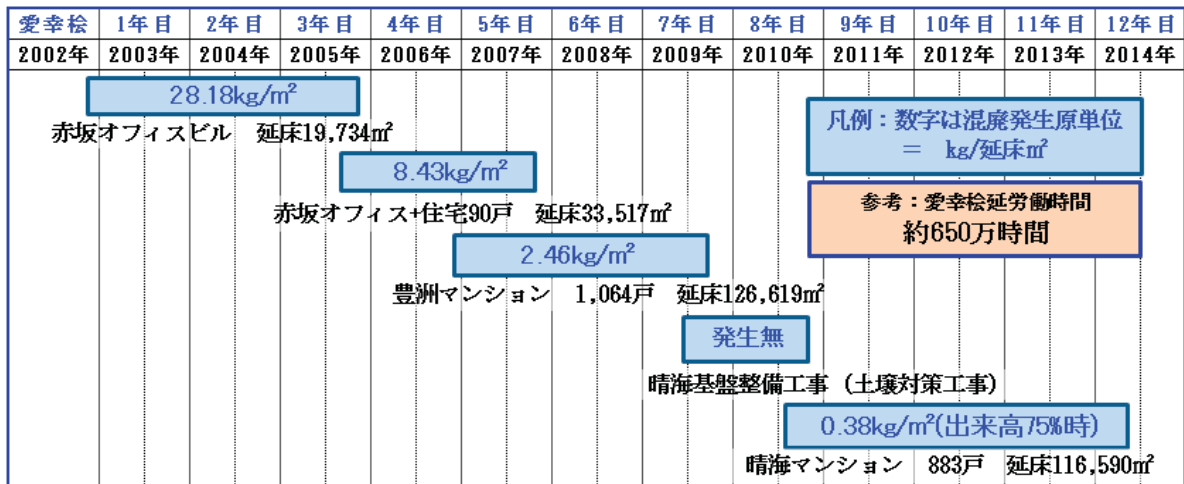 愛幸桧 1年目 2年目 3年目 4年目 5年目 6年目 7年目 8年目 9年目 10年目 11年目 12年目
2002年 2003年 2004年 2005年 2006年 2007年 2008年 2009年 2010年 2011年 2012年 2013年 2014年
28.18kg/m²
赤坂オフィスビル 延床19,734㎡
凡例：数字は混廃発生原単位
＝ kg/延床㎡
8.43kg/m²
赤坂オフィス+住宅90戸 延床33,517㎡
参考：愛幸桧延労働時間
約650万時間
2.46kg/m²
豊洲マンション 1,064戸 延床126,619㎡
発生無
晴海基盤整備工事（土壌対策工事）
0.38kg/m²(出来高75%時)
晴海マンション 883戸 延床116,590㎡